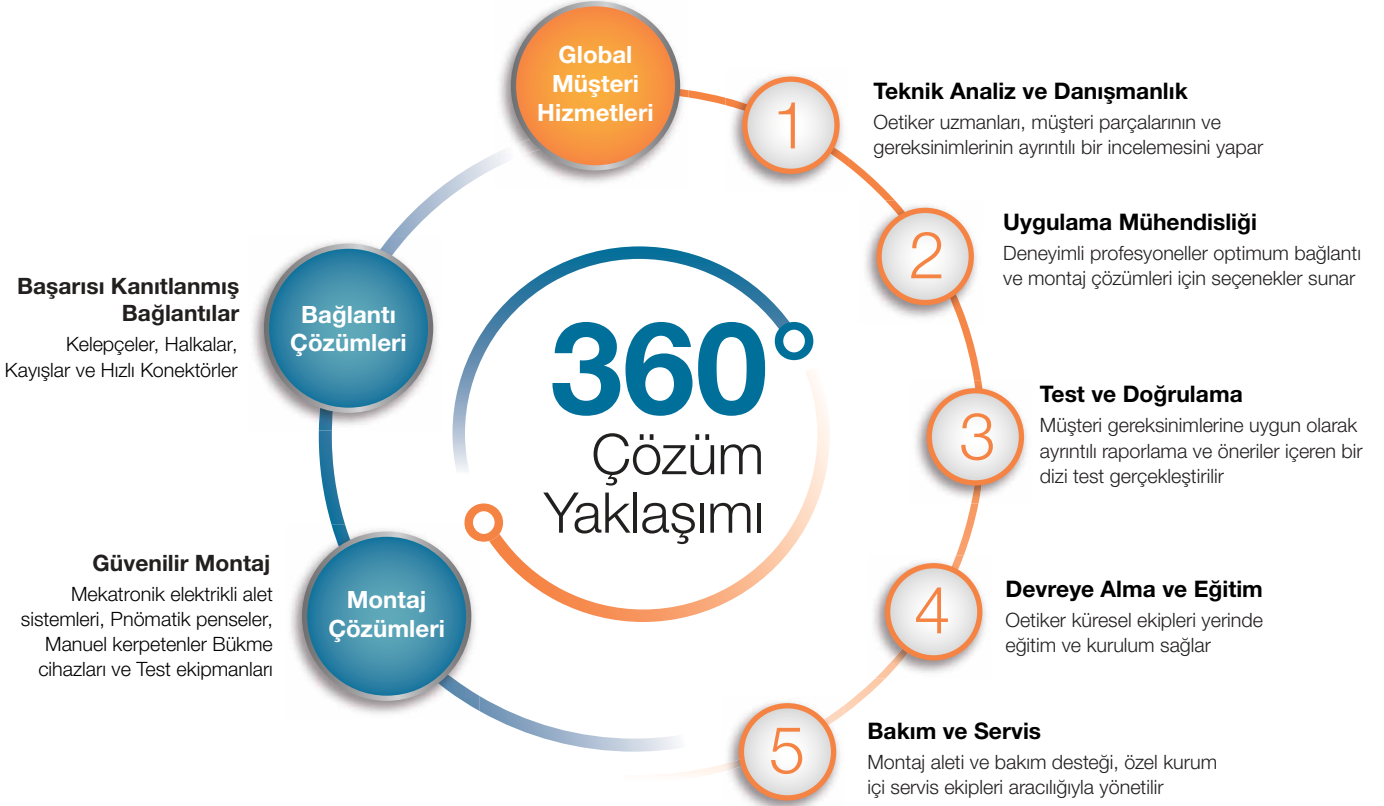 Global
Müşteri
Hizmetleri
1
Teknik Analiz ve Danışmanlık
Oetiker uzmanları, müşteri parçalarının ve
gereksinimlerinin ayrıntılı bir incelemesini yapar
2
Uygulama Mühendisliği
Deneyimli profesyoneller optimum bağlantı
ve montaj çözümleri için seçenekler sunar
3
Test ve Doğrulama
Müşteri gereksinimlerine uygun olarak
ayrıntılı raporlama ve öneriler içeren bir
dizi test gerçekleştirilir
4
Devreye Alma ve Eğitim
Oetiker küresel ekipleri yerinde
eğitim ve kurulum sağlar
5
Bakım ve Servis
Montaj aleti ve bakım desteği, özel kurum
içi servis ekipleri aracılığıyla yönetilir
Bağlantı
Çözümleri
Başarısı Kanıtlanmış
Bağlantılar
Kelepçeler, Halkalar,
Kayışlar ve Hızlı Konektörler
Montaj
Çözümleri
Güvenilir Montaj
Mekatronik elektrikli alet
sistemleri, Pnömatik penseler,
Manuel kerpetenler Bükme
cihazları ve Test ekipmanları
360°
Çözüm
Yaklaşımı